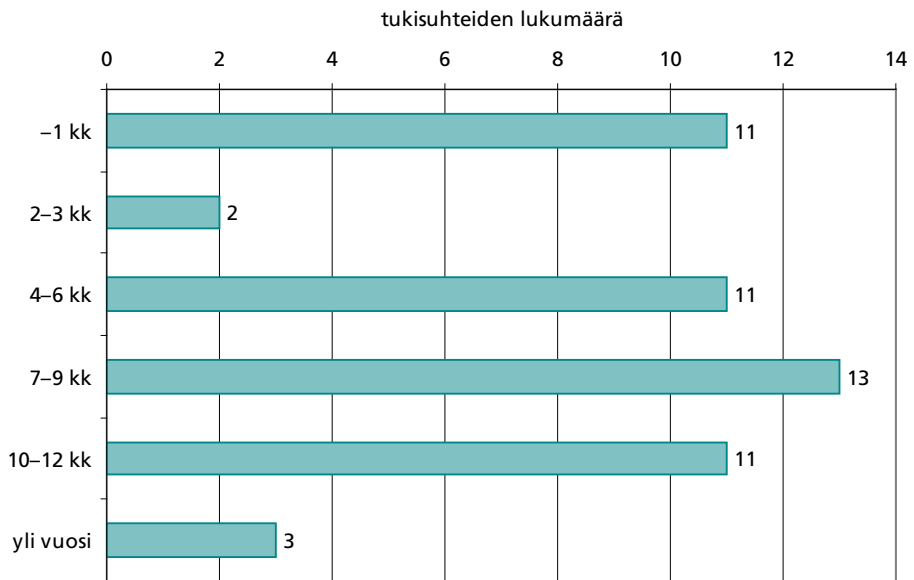 tukisuhteiden lukumäärä
0 2 4 6 8 10 12 14
–1 kk 11
2–3 kk 2
4–6 kk 11
7–9 kk 13
10–12 kk 11
yli vuosi 3